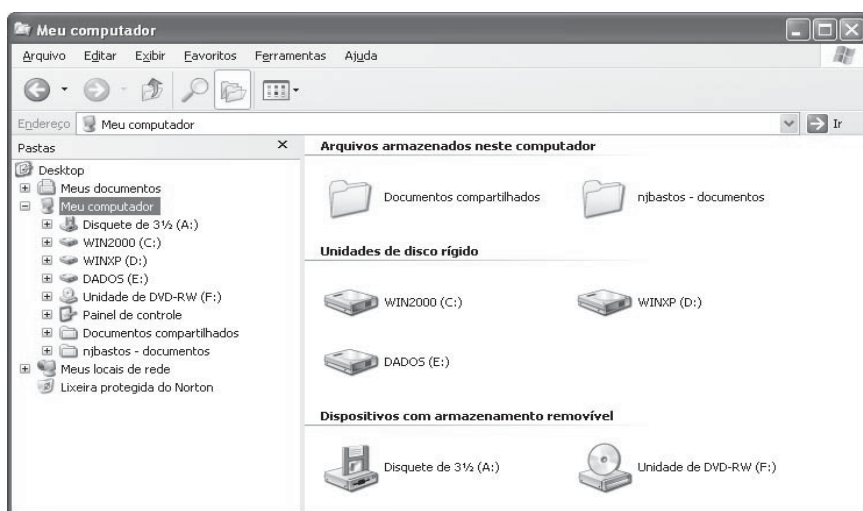 Meu computador
Arquivo Editar Exibir Favoritos Ferramentas Ajuda
Endereço Meu computador Ir
Pastas
Desktop
Meus documentos
Meu computador
Disquete de 3½ (A:)
WIN2000 (C:)
WINXP (D:)
DADOS (E:)
Unidade de DVD-RW (F:)
Painel de controle
Documentos compartilhados
njbastos - documentos
Meus locais de rede
Lixeira protegida do Norton
Arquivos armazenados neste computador
Documentos compartilhados njbastos - documentos
Unidades de disco rígido
WIN2000 (C:) WINXP (D:)
DADOS (E:)
Dispositivos com armazenamento removível
Disquete de 3½ (A:) Unidade de DVD-RW (F:)